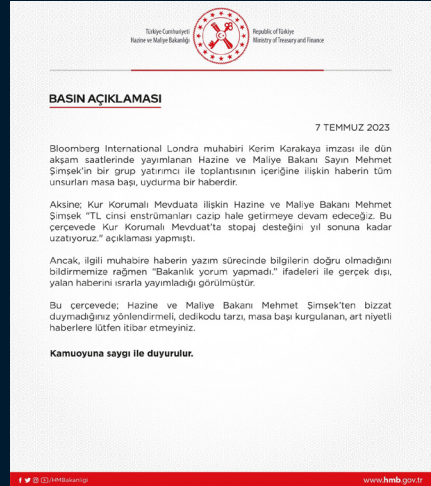 Türkiye Cumhuriyeti
Hazine ve Maliye Bakanlığı
Republic of Türkiye
Ministry of Treasury and Finance
BASIN AÇIKLAMASI
7 TEMMUZ 2023
Bloomberg International Londra muhabiri Kerim Karakaya imzası ile dün
akşam saatlerinde yayımlanan Hazine ve Maliye Bakanı Sayın Mehmet
Şimşek'in bir grup yatırımcı ile toplantısının içeriğine ilişkin haberin tüm
unsurları masa başı, uydurma bir haberdir.
Aksine; Kur Korumalı Mevduata ilişkin Hazine ve Maliye Bakanı Mehmet
Şimşek "TL cinsi enstrümanları cazip hale getirmeye devam edeceğiz. Bu
çerçevede Kur Korumalı Mevduat'ta stopaj desteğini yıl sonuna kadar
uzatıyoruz." açıklaması yapmıştı.
Ancak, ilgili muhabire haberin yazım sürecinde bilgilerin doğru olmadığını
bildirmemize rağmen "Bakanlık yorum yapmadı." ifadeleri ile gerçek dışı,
yalan haberini ısrarla yayımladığı görülmüştür.
Bu çerçevede; Hazine ve Maliye Bakanı Mehmet Şimşek'ten bizzat
duymadığınız yönlendirmeli, dedikodu tarzı, masa başı kurgulanan, art niyetli
haberlere lütfen itibar etmeyiniz.
Kamuoyuna saygı ile duyurulur.
/HMBakanligi
www.hmb.gov.tr